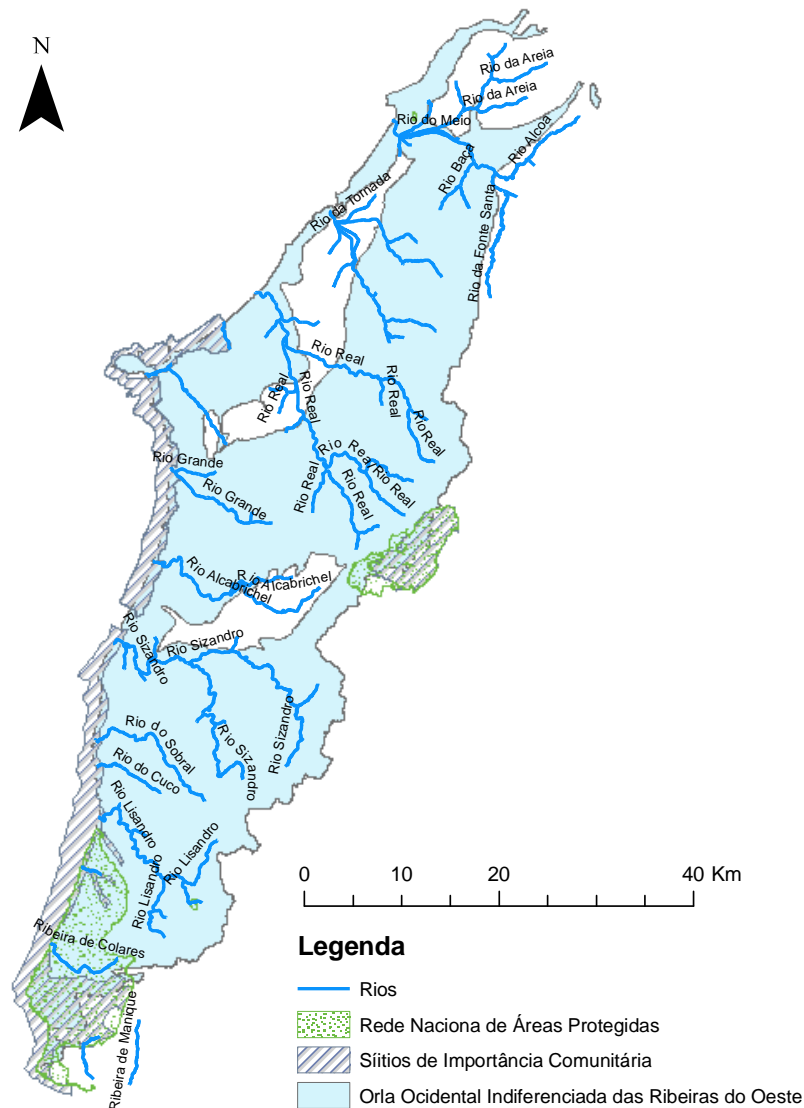 N
Rio da Areia
Rio da Areia
Rio do Meio
Rio Alcoa
Rio Baça
Rio da Fonte Santa
Rio da Tornada
Rio Real
Rio Real
Rio Real
Rio Real
Rio Real
Rio Real
Rio Real
Rio Real
Rio Real
Rio Grande
Rio Grande
Rio Alcabrichel
Rio Alcabrichel
Rio Sizandro
Rio Sizandro
Rio Sizandro
Rio Sizandro
Rio do Sobral
Rio do Cuco
Rio Lisandro
Rio Lisandro
Rio Lisandro
Ribeira de Colares
Ribeira de Manique
0 10 20 40 Km
Legenda
Rios
Rede Naciona de Áreas Protegidas
Síitios de Importância Comunitária
Orla Ocidental Indiferenciada das Ribeiras do Oeste